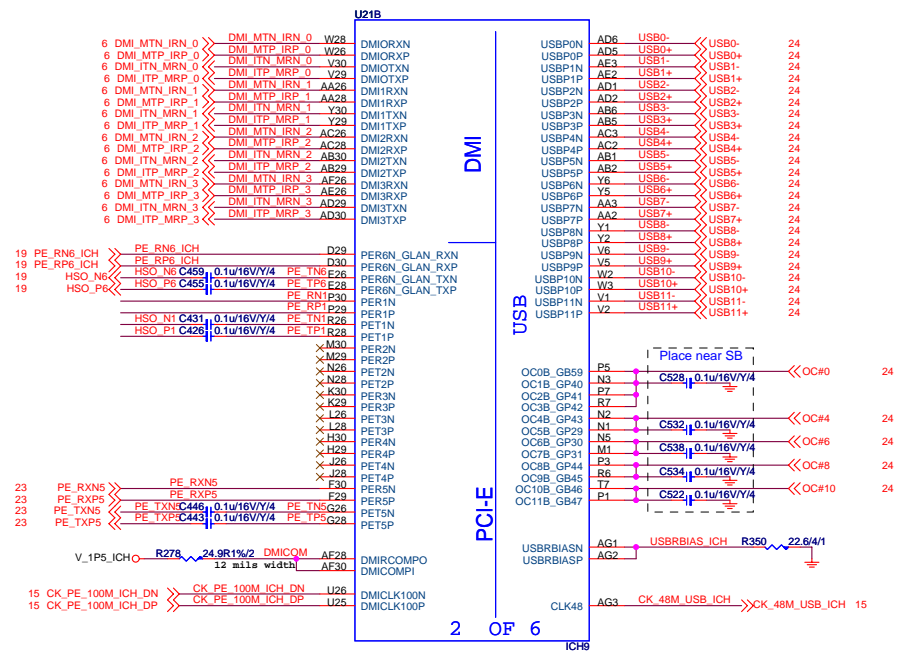 U21B
6 DMI_MTN_IRN_0 DMI_MTN_IRN_0 W28 DMIORXN USBP0N AD6 USB0- USB0- 24
6 DMI_MTP_IRP_0 DMI_MTP_IRP_0 W26 DMIORXP USBP0P AD5 USB0+ USB0+ 24
6 DMI_ITN_MRN_0 DMI_ITN_MRN_0 V30 DMIOTXN USBP1N AE3 USB1- USB1- 24
6 DMI_ITP_MRP_0 DMI_ITP_MRP_0 V29 DMIOTXP USBP1P AE2 USB1+ USB1+ 24
6 DMI_MTN_IRN_1 DMI_MTN_IRN_1 AA26 DMI1RXN USBP2N AD1 USB2- USB2- 24
6 DMI_MTP_IRP_1 DMI_MTP_IRP_1 AA28 DMI1RXP USBP2P AD2 USB2+ USB2+ 24
6 DMI_ITN_MRN_1 DMI_ITN_MRN_1 Y30 DMI1TXN USBP3N AB6 USB3- USB3- 24
6 DMI_ITP_MRP_1 DMI_ITP_MRP_1 Y29 DMI1TXP USBP3P AB5 USB3+ USB3+ 24
6 DMI_MTN_IRN_2 DMI_MTN_IRN_2 AC26 DMI2RXN USBP4N AC3 USB4- USB4- 24
6 DMI_MTP_IRP_2 DMI_MTP_IRP_2 AC28 DMI2RXP USBP4P AC2 USB4+ USB4+ 24
6 DMI_ITN_MRN_2 DMI_ITN_MRN_2 AB30 DMI2TXN USBP5N AB1 USB5- USB5- 24
6 DMI_ITP_MRP_2 DMI_ITP_MRP_2 AB29 DMI2TXP USBP5P AB2 USB5+ USB5+ 24
6 DMI_MTN_IRN_3 DMI_MTN_IRN_3 AF26 DMI3RXN USBP6N Y6 USB6- USB6- 24
6 DMI_MTP_IRP_3 DMI_MTP_IRP_3 AE26 DMI3RXP USBP6P Y5 USB6+ USB6+ 24
6 DMI_ITN_MRN_3 DMI_ITN_MRN_3 AD29 DMI3TXN USBP7N AA3 USB7- USB7- 24
6 DMI_ITP_MRP_3 DMI_ITP_MRP_3 AD30 DMI3TXP USBP7P AA2 USB7+ USB7+ 24
USBP8N Y1 USB8- USB8- 24
USBP8P Y2 USB8+ USB8+ 24
DMI
19 PE_RN6_ICH PE_RN6_ICH D29 PER6N_GLAN_RXN USBP9N V6 USB9- USB9- 24
19 PE_RP6_ICH PE_RP6_ICH D30 PER6N_GLAN_RXP USBP9P V5 USB9+ USB9+ 24
19 HSO_N6 HSO_N6 C459 0.1u/16V/Y/4 PE_TN6 E26 PER6N_GLAN_TXN USBP10N W2 USB10- USB10- 24
19 HSO_P6 HSO_P6 C455 0.1u/16V/Y/4 PE_TP6 E28 PER6N_GLAN_TXP USBP10P W3 USB10+ USB10+ 24
PE_RN1 P30 PER1N USBP11N V1 USB11- USB11- 24
PE_RP1 P29 PER1P USBP11P V2 USB11+ USB11+ 24
USB
HSO_N1 C431 0.1u/16V/Y/4 PE_TN1 R26 PET1N
HSO_P1 C426 0.1u/16V/Y/4 PE_TP1 R28 PET1P
M30 PER2N
M29 PER2P
Place near SB
N26 PET2N OC0B_GB59 P5 OC#0 24
N28 PET2P OC1B_GP40 N3 C528 0.1u/16V/Y/4
K30 PER3N OC2B_GP41 P7
K29 PER3P OC3B_GP42 R7
L26 PET3N OC4B_GP43 N2 OC#4 24
L28 PET3P OC5B_GP29 N1 C532 0.1u/16V/Y/4
H30 PER4N OC6B_GP30 N5 OC#6 24
H29 PER4P OC7B_GP31 M1 C538 0.1u/16V/Y/4
J26 PET4N OC8B_GP44 P3 OC#8 24
J28 PET4P OC9B_GB45 R6 C534 0.1u/16V/Y/4
23 PE_RXN5 PE_RXN5 F30 PER5N OC10B_GB46 T7 OC#10 24
23 PE_RXP5 PE_RXP5 F29 PER5P OC11B_GB47 P1 C522 0.1u/16V/Y/4
23 PE_TXN5 PE_TXN5 C446 0.1u/16V/Y/4 PE_TN5 G26 PET5N
23 PE_TXP5 PE_TXP5 C443 0.1u/16V/Y/4 PE_TP5 G28 PET5P
PCI-E
V_1P5_ICH R278 24.9R1%/2 DMICOM AF28 DMIRCOMPO USBRBIASN AG1 USBRBIAS_ICH R350 22.6/4/1
12 mils width AF30 DMICOMPI USBRBIASP AG2
15 CK_PE_100M_ICH_DN CK_PE_100M_ICH_DN U26 DMICLK100N
15 CK_PE_100M_ICH_DP CK_PE_100M_ICH_DP U25 DMICLK100P CLK48 AG3 CK_48M_USB_ICH CK_48M_USB_ICH 15
2 OF 6
ICH9